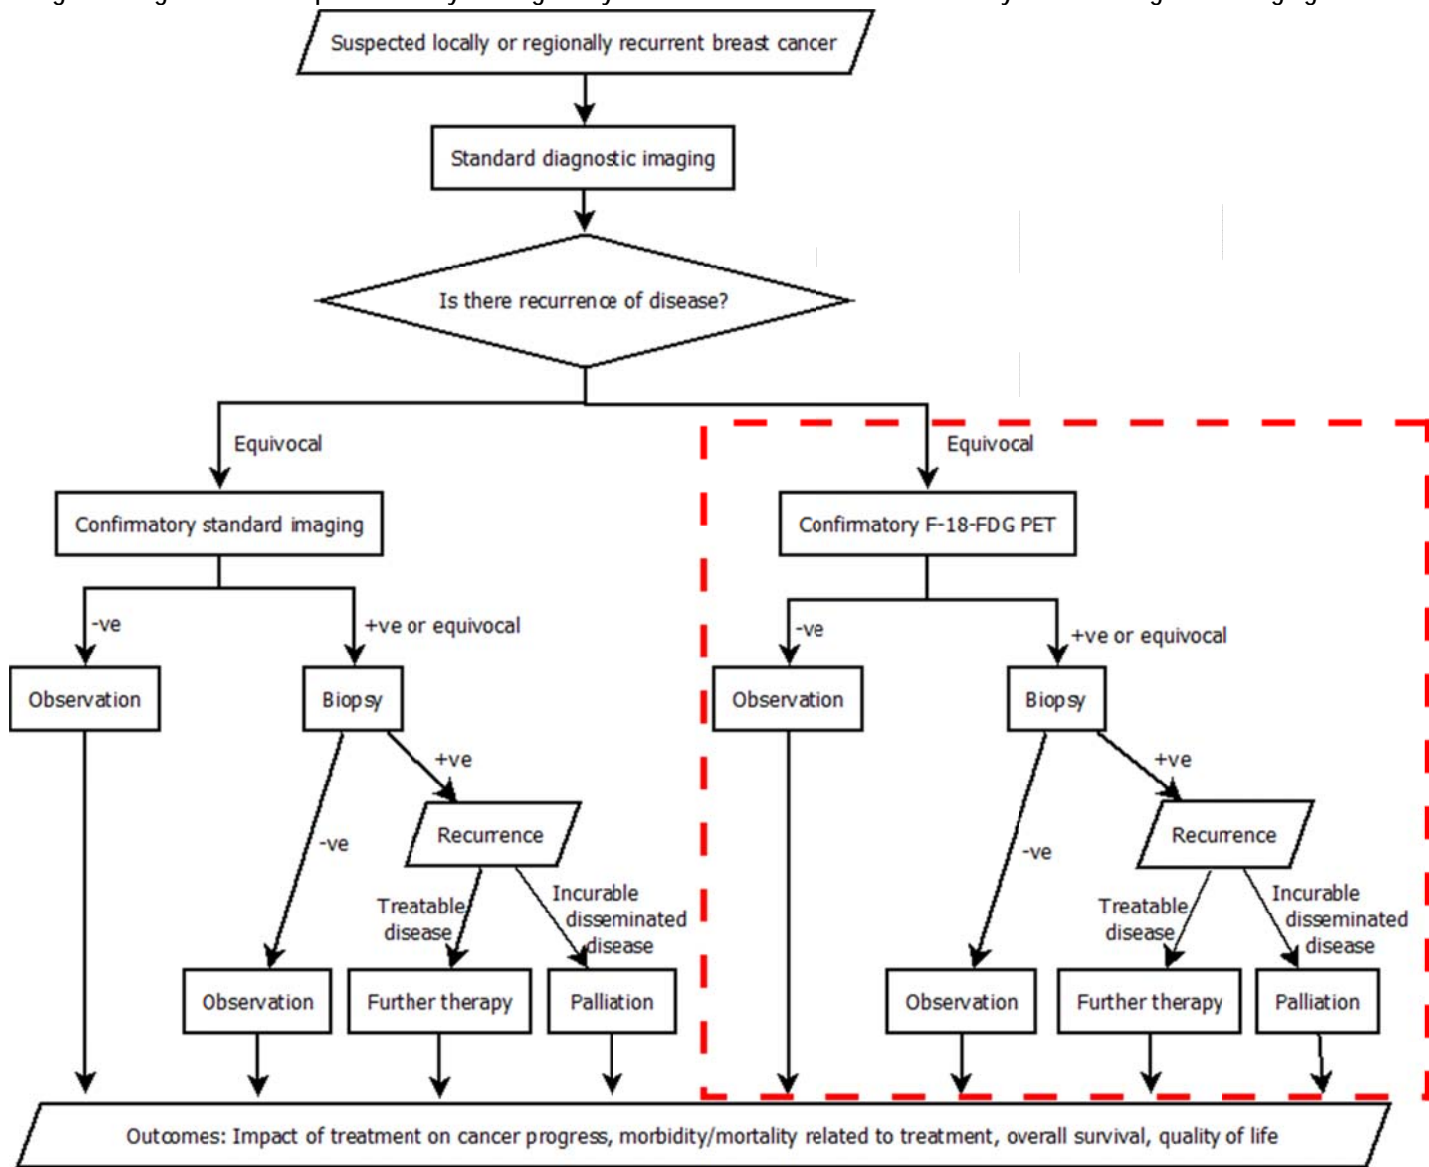 Suspected locally or regionally recurrent breast cancer
Standard diagnostic imaging
Is there recurrence of disease?
Equivocal
Equivocal
Confirmatory standard imaging
Confirmatory F-18-FDG PET
-ve
+ve or equivocal
-ve
+ve or equivocal
Observation
Biopsy
Observation
Biopsy
+ve
+ve
Recurrence
Recurrence
-ve
-ve
Treatable
disease
Incurable
disseminated
disease
Treatable
disease
Incurable
disseminated
disease
Observation
Further therapy
Palliation
Observation
Further therapy
Palliation
Outcomes: Impact of treatment on cancer progress, morbidity/mortality related to treatment, overall survival, quality of life